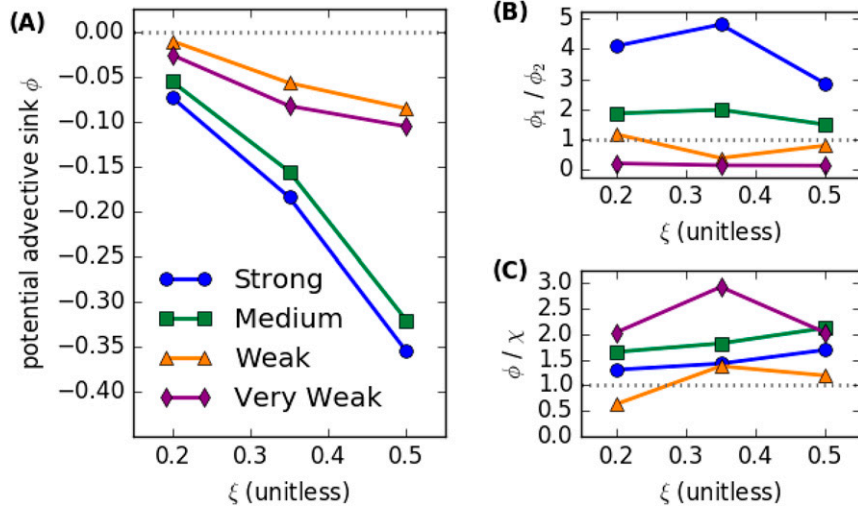 (A)
potential advective sink ϕ
0.00
−0.05
−0.10
−0.15
−0.20
−0.25
−0.30
−0.35
−0.40
Strong
Medium
Weak
Very Weak
0.2 0.3 0.4 0.5
ξ (unitless)
(B)
ϕ₁ / ϕ₂
5
4
3
2
1
0
0.2 0.3 0.4 0.5
ξ (unitless)
(C)
ϕ / χ
3.0
2.5
2.0
1.5
1.0
0.5
0.0
0.2 0.3 0.4 0.5
ξ (unitless)